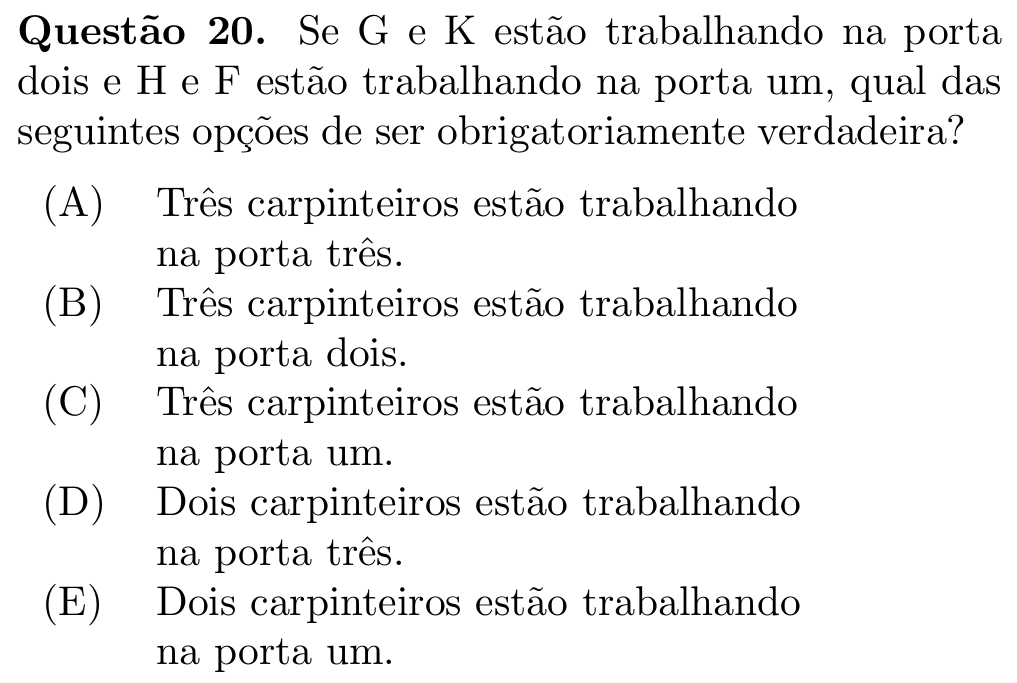 Questão 20. Se G e K estão trabalhando na porta
dois e H e F estão trabalhando na porta um, qual das
seguintes opções de ser obrigatoriamente verdadeira?
(A) Três carpinteiros estão trabalhando
na porta três.
(B) Três carpinteiros estão trabalhando
na porta dois.
(C) Três carpinteiros estão trabalhando
na porta um.
(D) Dois carpinteiros estão trabalhando
na porta três.
(E) Dois carpinteiros estão trabalhando
na porta um.